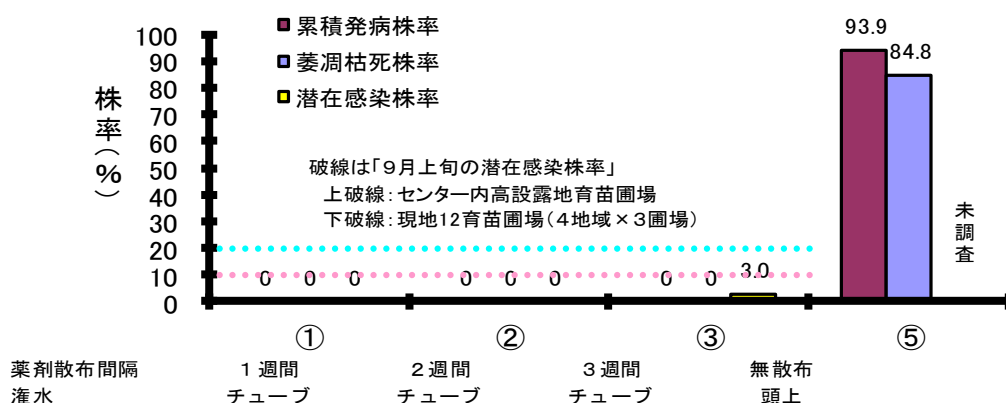 累積発病株率
萎凋枯死株率
潜在感染株率
株率(%)
100
90
80
70
60
50
40
30
20
10
0
破線は「9月上旬の潜在感染株率」
上破線:センター内高設露地育苗圃場
下破線:現地12育苗圃場(4地域×3圃場)
0 0 0 0 0 0 0 0 3.0
93.9
84.8
未調査
① ② ③ ⑤
薬剤散布間隔 1週間 2週間 3週間 無散布
潅水 チューブ チューブ チューブ 頭上